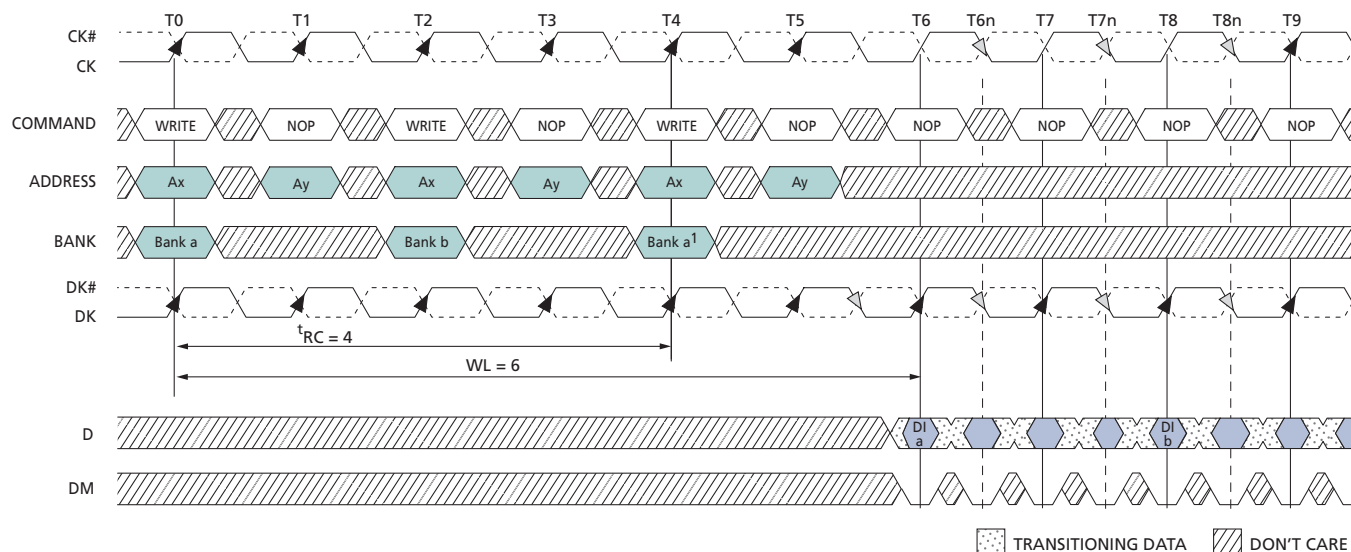 T0 T1 T2 T3 T4 T5 T6 T6n T7 T7n T8 T8n T9
CK#
CK
COMMAND WRITE NOP WRITE NOP WRITE NOP NOP NOP NOP NOP
ADDRESS Ax Ay Ax Ay Ax Ay
BANK Bank a Bank b Bank a1
DK#
DK
tRC = 4
WL = 6
D DI a DI b
DM
TRANSITIONING DATA DON'T CARE